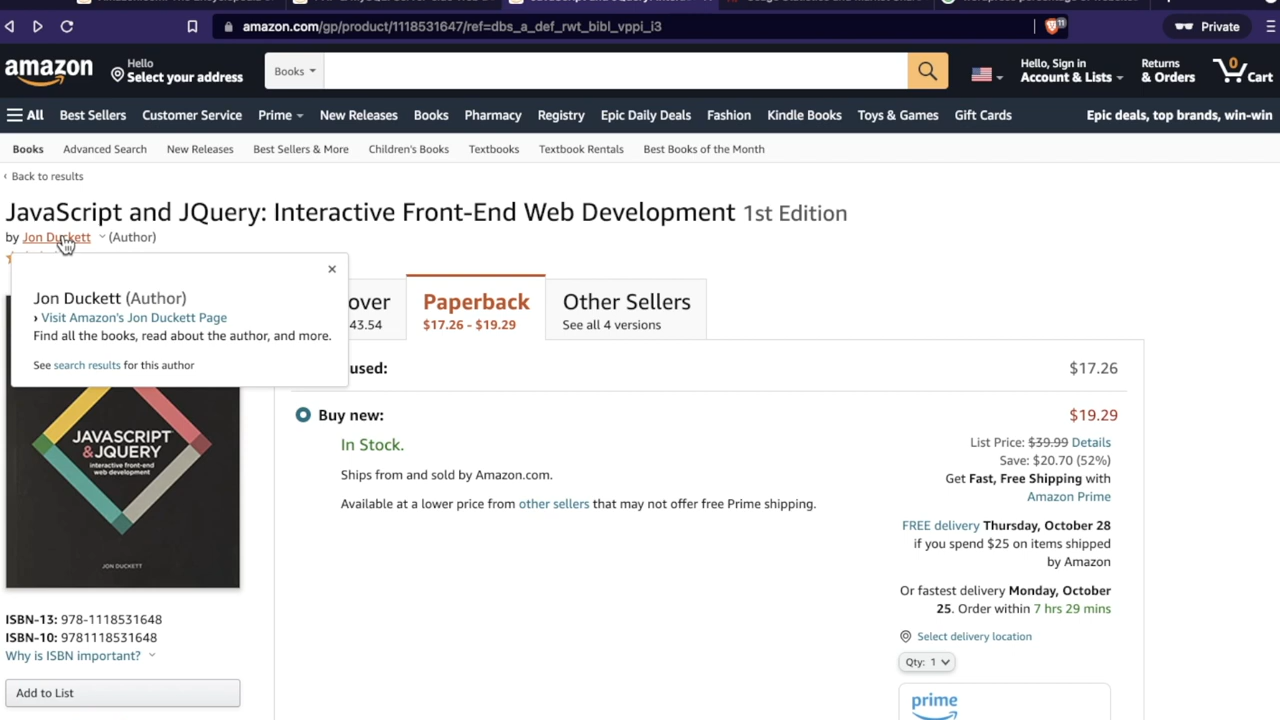 amazon.com/gp/product/1118531647/ref=dbs_a_def_rwt_bibl_vppi_i3
11
Private
amazon
Hello
Select your address
Books
Hello, Sign in
Account & Lists
Returns
& Orders
0
Cart
All
Best Sellers
Customer Service
Prime
New Releases
Books
Pharmacy
Registry
Epic Daily Deals
Fashion
Kindle Books
Toys & Games
Gift Cards
Epic deals, top brands, win-win
Books
Advanced Search
New Releases
Best Sellers & More
Children's Books
Textbooks
Textbook Rentals
Best Books of the Month
‹ Back to results
JavaScript and JQuery: Interactive Front-End Web Development 1st Edition
by Jon Duckett (Author)
Jon Duckett (Author)
› Visit Amazon's Jon Duckett Page
Find all the books, read about the author, and more.
See search results for this author
over
43.54
Paperback
$17.26 - $19.29
Other Sellers
See all 4 versions
used:
$17.26
Buy new:
$19.29
In Stock.
Ships from and sold by Amazon.com.
Available at a lower price from other sellers that may not offer free Prime shipping.
List Price: $39.99 Details
Save: $20.70 (52%)
Get Fast, Free Shipping with
Amazon Prime
FREE delivery Thursday, October 28
if you spend $25 on items shipped
by Amazon
Or fastest delivery Monday, October
25. Order within 7 hrs 29 mins
Select delivery location
Qty: 1
prime
JAVASCRIPT
&JQUERY
interactive front-end
web development
JON DUCKETT
ISBN-13: 978-1118531648
ISBN-10: 9781118531648
Why is ISBN important?
Add to List